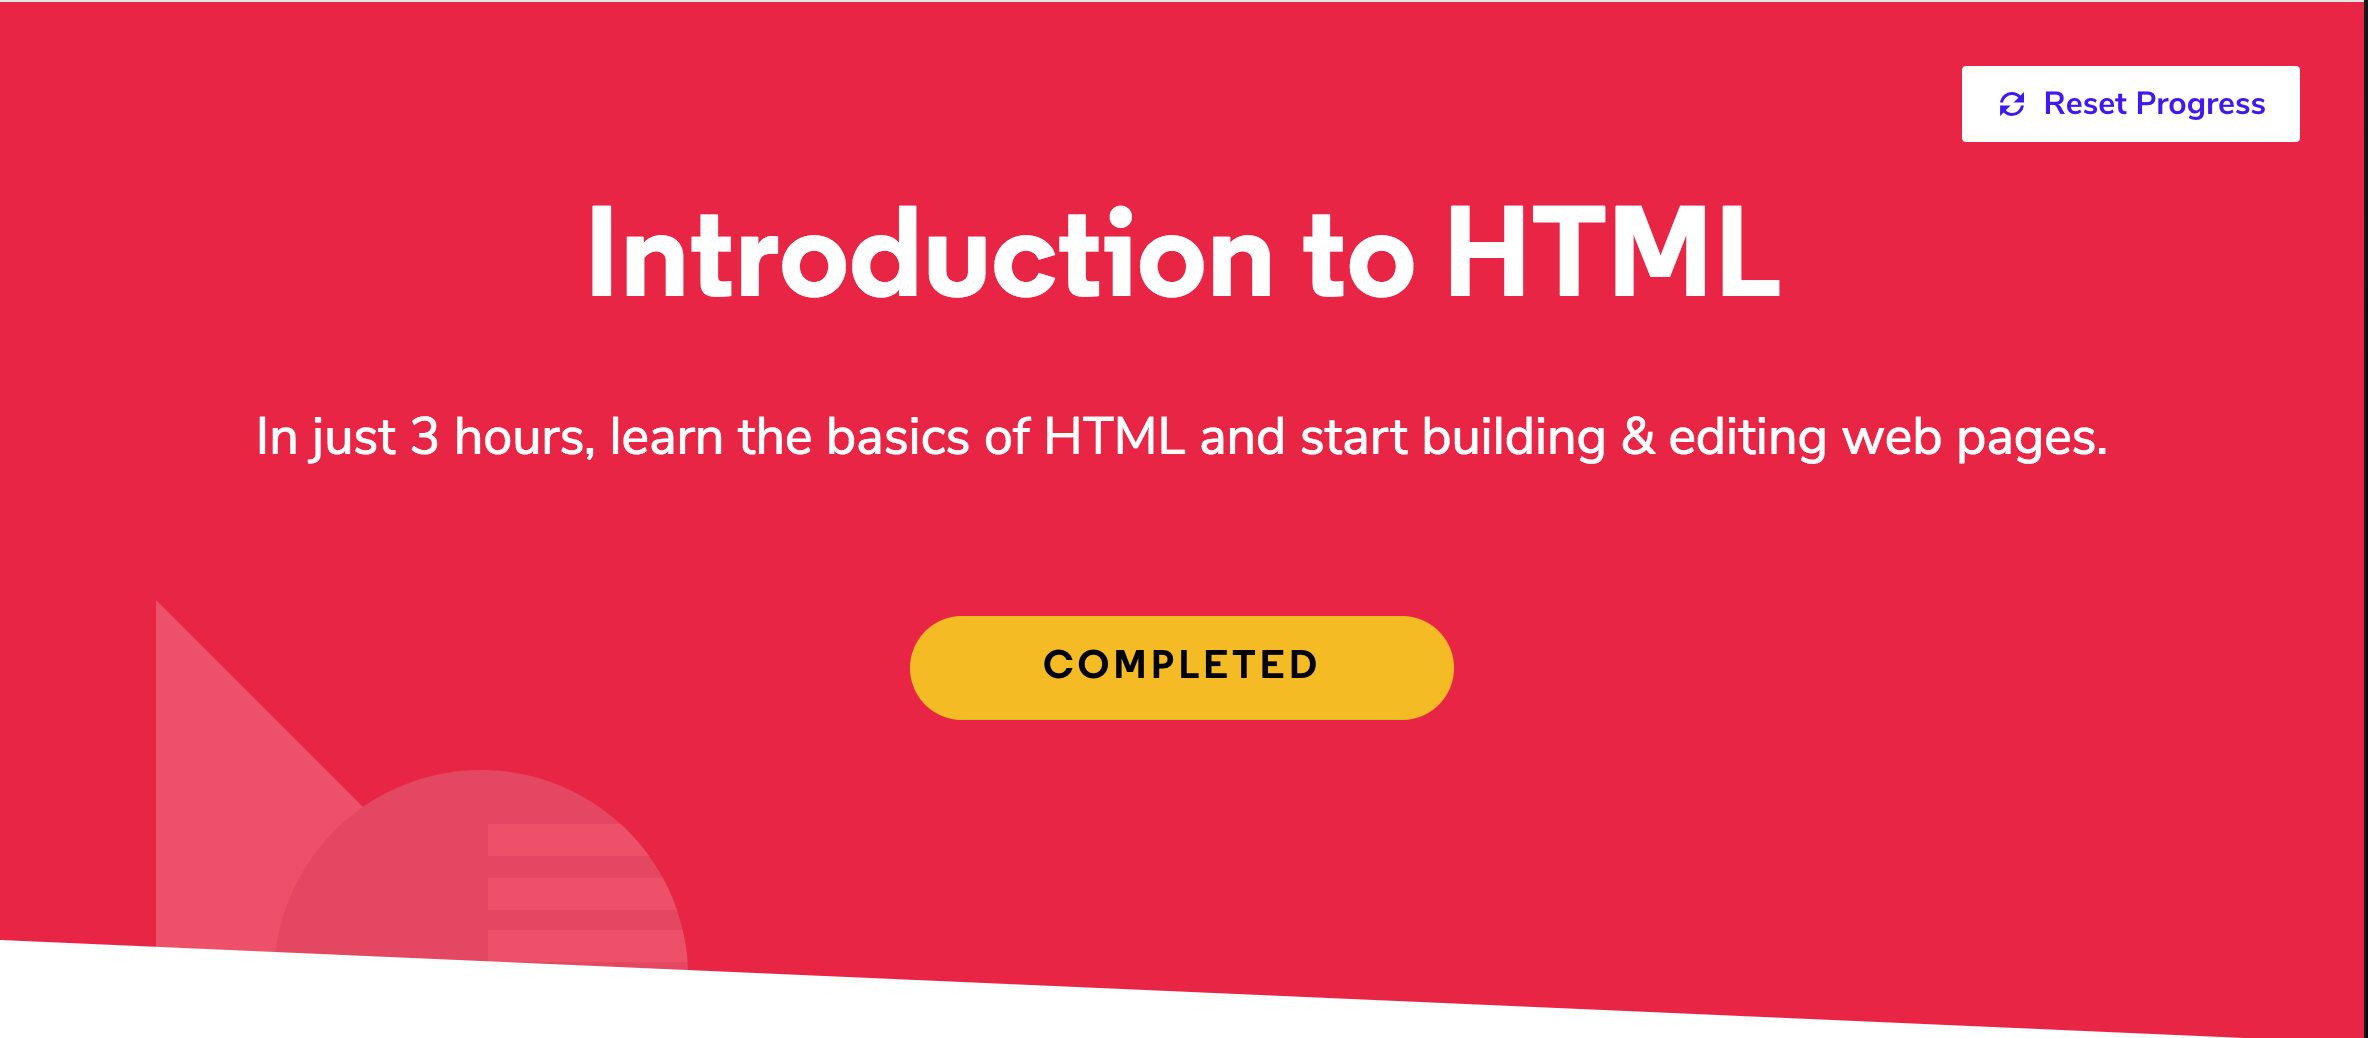 Reset Progress
Introduction to HTML
In just 3 hours, learn the basics of HTML and start building & editing web pages.
COMPLETED